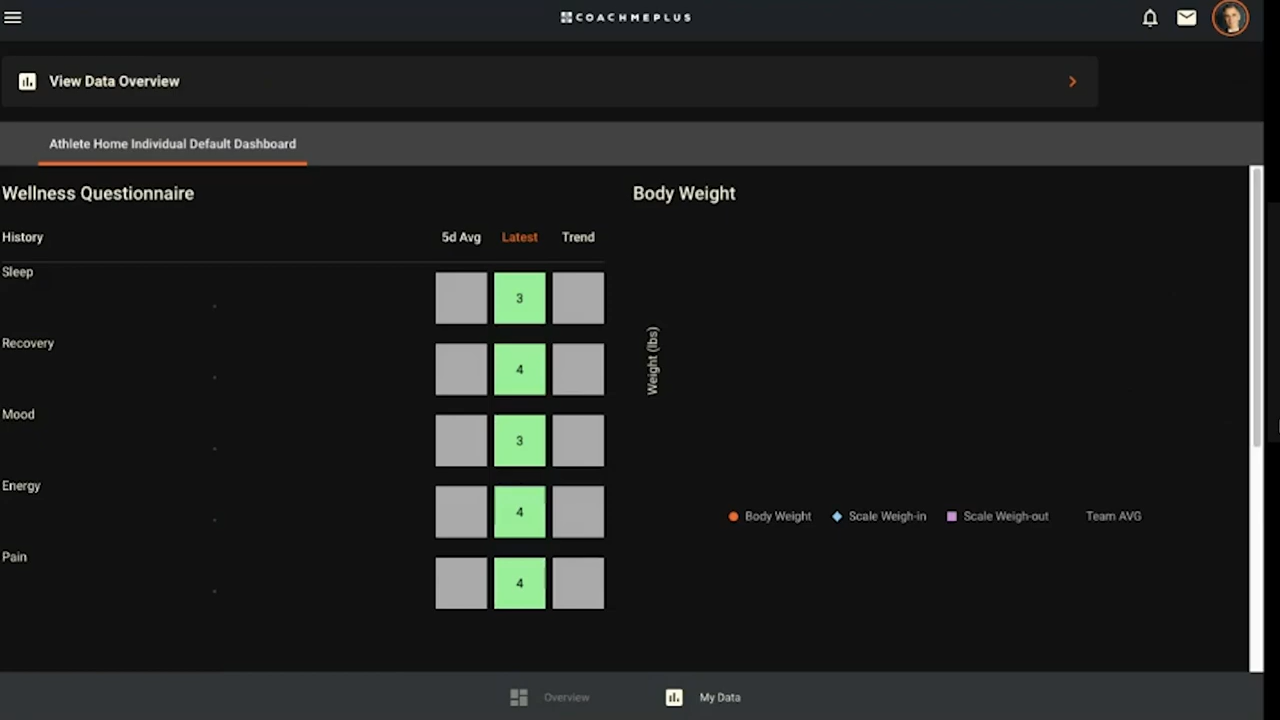 COACHMEPLUS
View Data Overview
Athlete Home Individual Default Dashboard
Wellness Questionnaire
History 5d Avg Latest Trend
Sleep
3
Recovery
4
Mood
3
Energy
4
Pain
4
Body Weight
Weight (lbs)
Body Weight Scale Weigh-in Scale Weigh-out Team AVG
Overview My Data